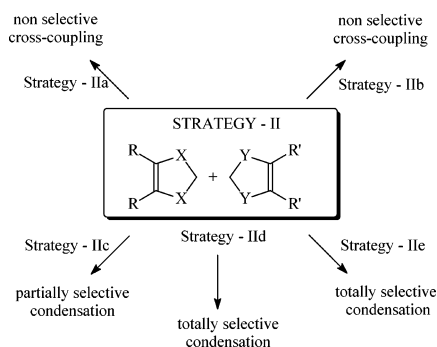 non selective
cross-coupling
non selective
cross-coupling
Strategy - IIa
Strategy - IIb
STRATEGY - II
R X Y R'
+
R X Y R'
Strategy - IIc
Strategy - IId
Strategy - IIe
partially selective
condensation
totally selective
condensation
totally selective
condensation